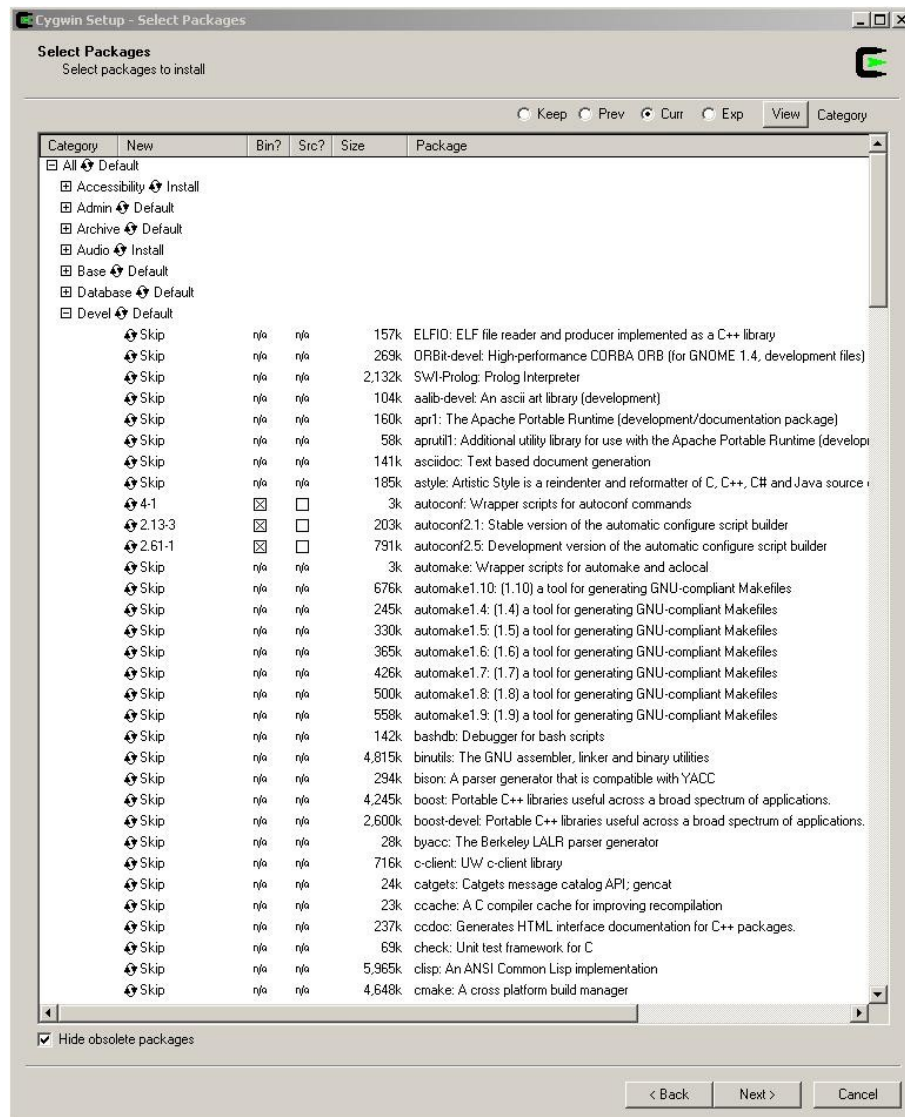 Cygwin Setup - Select Packages
Select Packages
Select packages to install
Keep Prev Curr Exp View Category
Category New Bin? Src? Size Package
All Default
Accessibility Install
Admin Default
Archive Default
Audio Install
Base Default
Database Default
Devel Default
Skip n/a n/a 157k ELFIO: ELF file reader and producer implemented as a C++ library
Skip n/a n/a 269k ORBit-devel: High-performance CORBA ORB (for GNOME 1.4, development files)
Skip n/a n/a 2,132k SWI-Prolog: Prolog Interpreter
Skip n/a n/a 104k aalib-devel: An ascii art library (development)
Skip n/a n/a 160k apr1: The Apache Portable Runtime (development/documentation package)
Skip n/a n/a 58k aprutil1: Additional utility library for use with the Apache Portable Runtime (develop
Skip n/a n/a 141k asciidoc: Text based document generation
Skip n/a n/a 185k astyle: Artistic Style is a reindenter and reformatter of C, C++, C# and Java source
4-1 3k autoconf: Wrapper scripts for autoconf commands
2.13-3 203k autoconf2.1: Stable version of the automatic configure script builder
2.61-1 791k autoconf2.5: Development version of the automatic configure script builder
Skip n/a n/a 3k automake: Wrapper scripts for automake and aclocal
Skip n/a n/a 676k automake1.10: (1.10) a tool for generating GNU-compliant Makefiles
Skip n/a n/a 245k automake1.4: (1.4) a tool for generating GNU-compliant Makefiles
Skip n/a n/a 330k automake1.5: (1.5) a tool for generating GNU-compliant Makefiles
Skip n/a n/a 365k automake1.6: (1.6) a tool for generating GNU-compliant Makefiles
Skip n/a n/a 426k automake1.7: (1.7) a tool for generating GNU-compliant Makefiles
Skip n/a n/a 500k automake1.8: (1.8) a tool for generating GNU-compliant Makefiles
Skip n/a n/a 558k automake1.9: (1.9) a tool for generating GNU-compliant Makefiles
Skip n/a n/a 142k bashdb: Debugger for bash scripts
Skip n/a n/a 4,815k binutils: The GNU assembler, linker and binary utilities
Skip n/a n/a 294k bison: A parser generator that is compatible with YACC
Skip n/a n/a 4,245k boost: Portable C++ libraries useful across a broad spectrum of applications.
Skip n/a n/a 2,600k boost-devel: Portable C++ libraries useful across a broad spectrum of applications.
Skip n/a n/a 28k byacc: The Berkeley LALR parser generator
Skip n/a n/a 716k c-client: UW c-client library
Skip n/a n/a 24k catgets: Catgets message catalog API; gencat
Skip n/a n/a 23k ccache: A C compiler cache for improving recompilation
Skip n/a n/a 237k ccdoc: Generates HTML interface documentation for C++ packages.
Skip n/a n/a 69k check: Unit test framework for C
Skip n/a n/a 5,965k clisp: An ANSI Common Lisp implementation
Skip n/a n/a 4,648k cmake: A cross platform build manager
Hide obsolete packages
< Back Next > Cancel